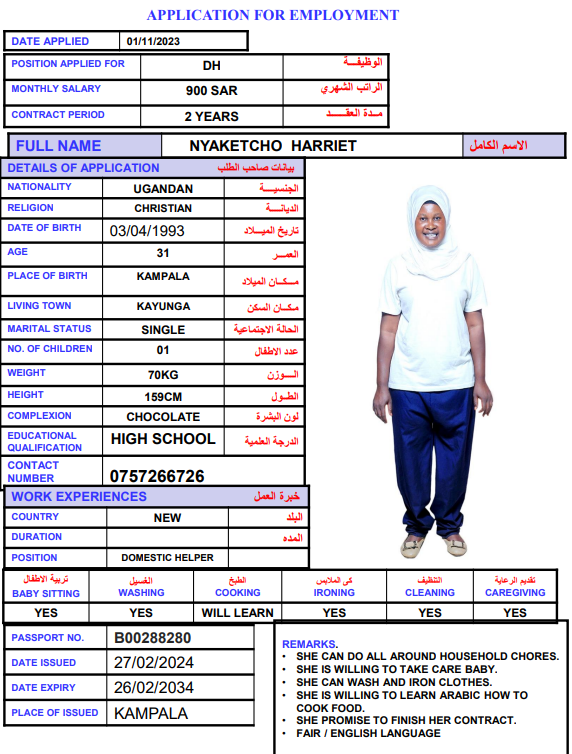 APPLICATION FOR EMPLOYMENT
DATE APPLIED 01/11/2023
POSITION APPLIED FOR DH الوظيفـــة
MONTHLY SALARY 900 SAR الراتب الشهري
CONTRACT PERIOD 2 YEARS مـدة العقـــــد
FULL NAME NYAKETCHO HARRIET الاسم الكامل
DETAILS OF APPLICATION بيانات صاحب الطلب
NATIONALITY UGANDAN الجنسيـــة
RELIGION CHRISTIAN الديانـــة
DATE OF BIRTH 03/04/1993 تاريخ الميـــلاد
AGE 31 العمـــر
PLACE OF BIRTH KAMPALA مـــكـان الميلاد
LIVING TOWN KAYUNGA مكـان السكن
MARITAL STATUS SINGLE الحالة الاجتماعية
NO. OF CHILDREN 01 عدد الاطفال
WEIGHT 70KG الـــوزن
HEIGHT 159CM الطـــول
COMPLEXION CHOCOLATE لون البشرة
EDUCATIONAL QUALIFICATION HIGH SCHOOL الدرجة العلمية
CONTACT NUMBER 0757266726
WORK EXPERIENCES خبرة العمل
COUNTRY NEW البلد
DURATION المده
POSITION DOMESTIC HELPER
تربية الاطفال الغسيل الطبخ كى الملابس التنظيف تقديم الرعاية
BABY SITTING WASHING COOKING IRONING CLEANING CAREGIVING
YES YES WILL LEARN YES YES YES
PASSPORT NO. B00288280
DATE ISSUED 27/02/2024
DATE EXPIRY 26/02/2034
PLACE OF ISSUED KAMPALA
REMARKS.
• SHE CAN DO ALL AROUND HOUSEHOLD CHORES.
• SHE IS WILLING TO TAKE CARE BABY.
• SHE CAN WASH AND IRON CLOTHES.
• SHE IS WILLING TO LEARN ARABIC HOW TO
COOK FOOD.
• SHE PROMISE TO FINISH HER CONTRACT.
• FAIR / ENGLISH LANGUAGE